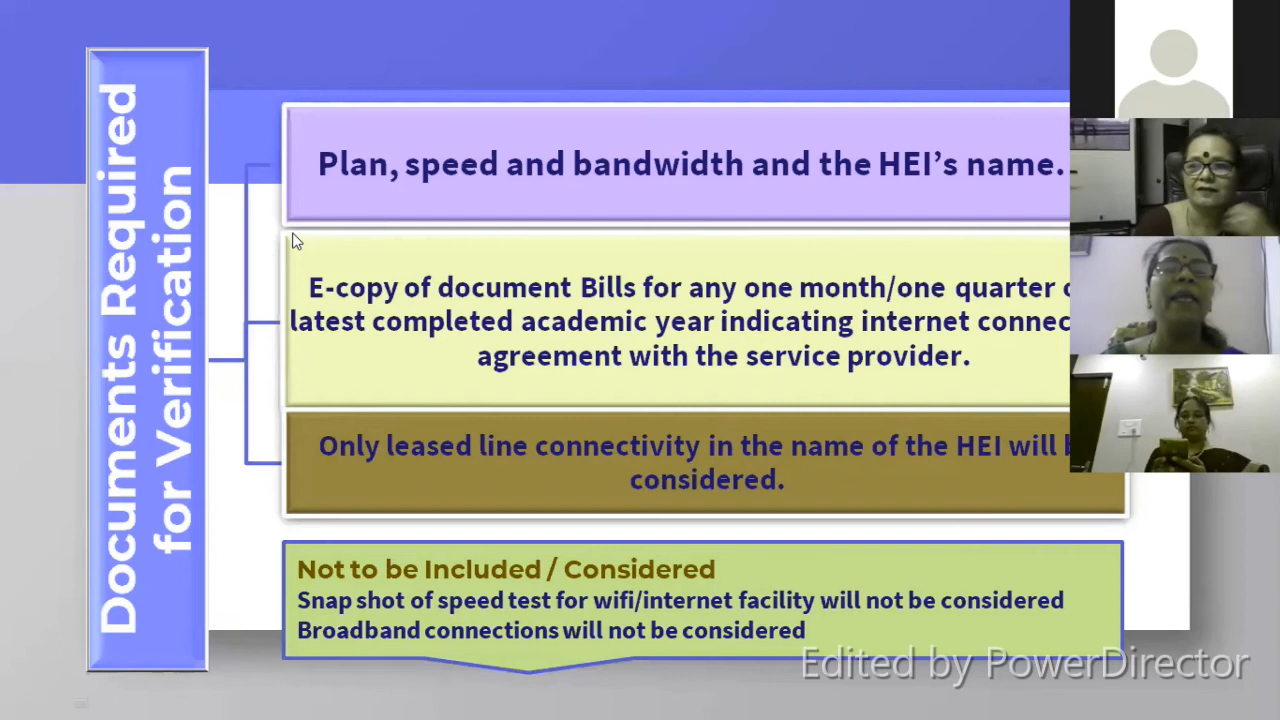 Documents Required
for Verification
Plan, speed and bandwidth and the HEI's name.
E-copy of document Bills for any one month/one quarter
latest completed academic year indicating internet
agreement with the service provider.
Only leased line connectivity in the name of the HEI will
considered.
Not to be Included / Considered
Snap shot of speed test for wifi/internet facility will not be considered
Broadband connections will not be considered
Edited by PowerDirector